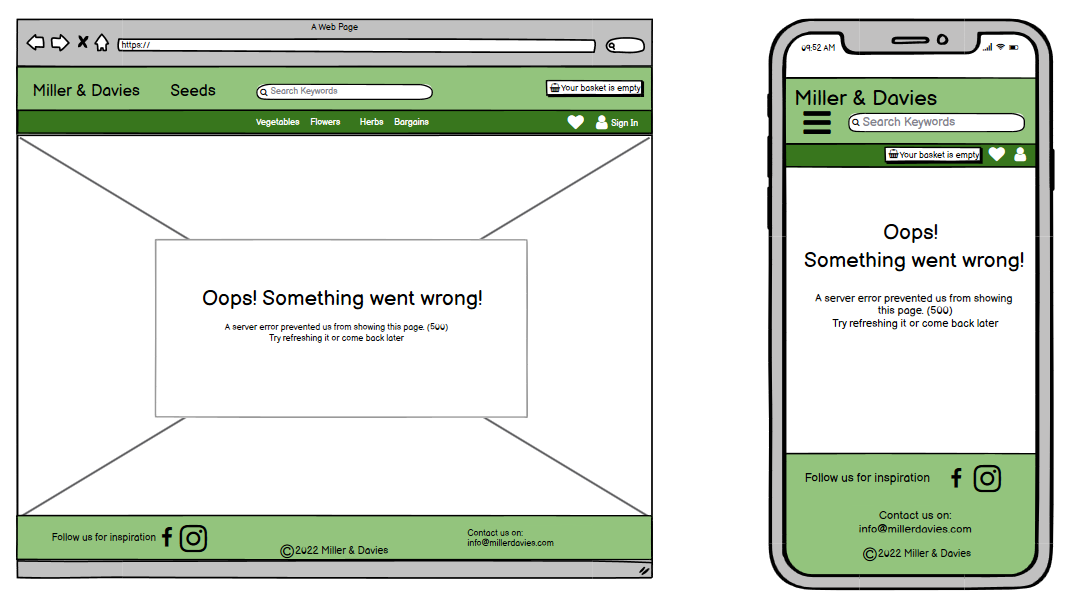 A Web Page
https://
Miller & Davies Seeds Search Keywords Your basket is empty
Vegetables Flowers Herbs Bargains Sign In
Oops! Something went wrong!
A server error prevented us from showing this page. (500)
Try refreshing it or come back later
Follow us for inspiration
©2022 Miller & Davies
Contact us on:
info@millerdavies.com
09:52 AM
Miller & Davies
Search Keywords
Your basket is empty
Oops!
Something went wrong!
A server error prevented us from showing
this page. (500)
Try refreshing it or come back later
Follow us for inspiration
Contact us on:
info@millerdavies.com
©2022 Miller & Davies